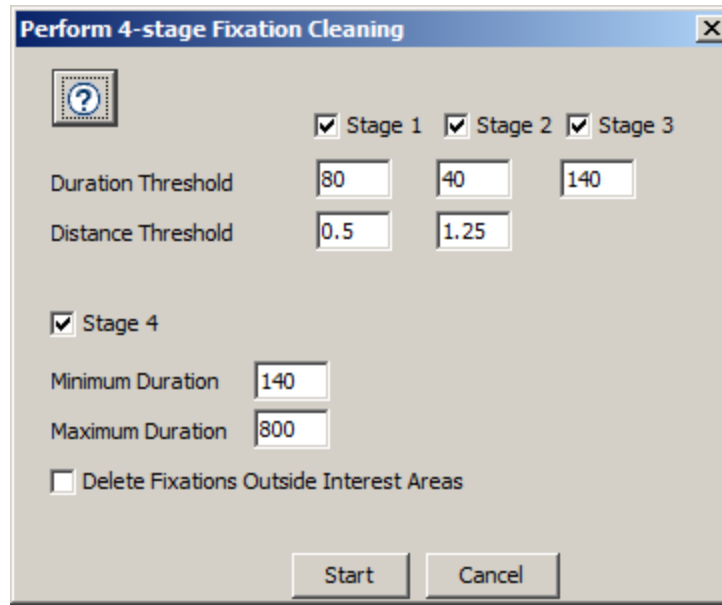 Perform 4-stage Fixation Cleaning
Stage 1 Stage 2 Stage 3
Duration Threshold 80 40 140
Distance Threshold 0.5 1.25
Stage 4
Minimum Duration 140
Maximum Duration 800
Delete Fixations Outside Interest Areas
Start Cancel